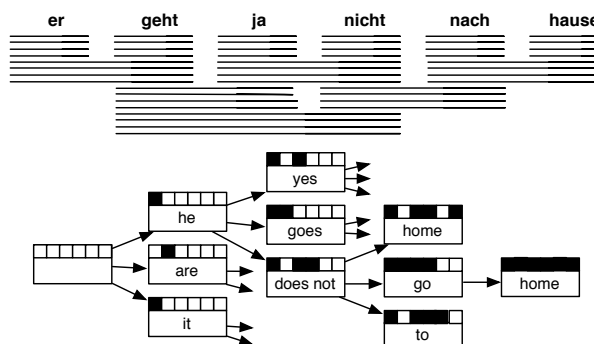 er geht ja nicht nach hause
yes
he
goes home
are
does not go home
it
to